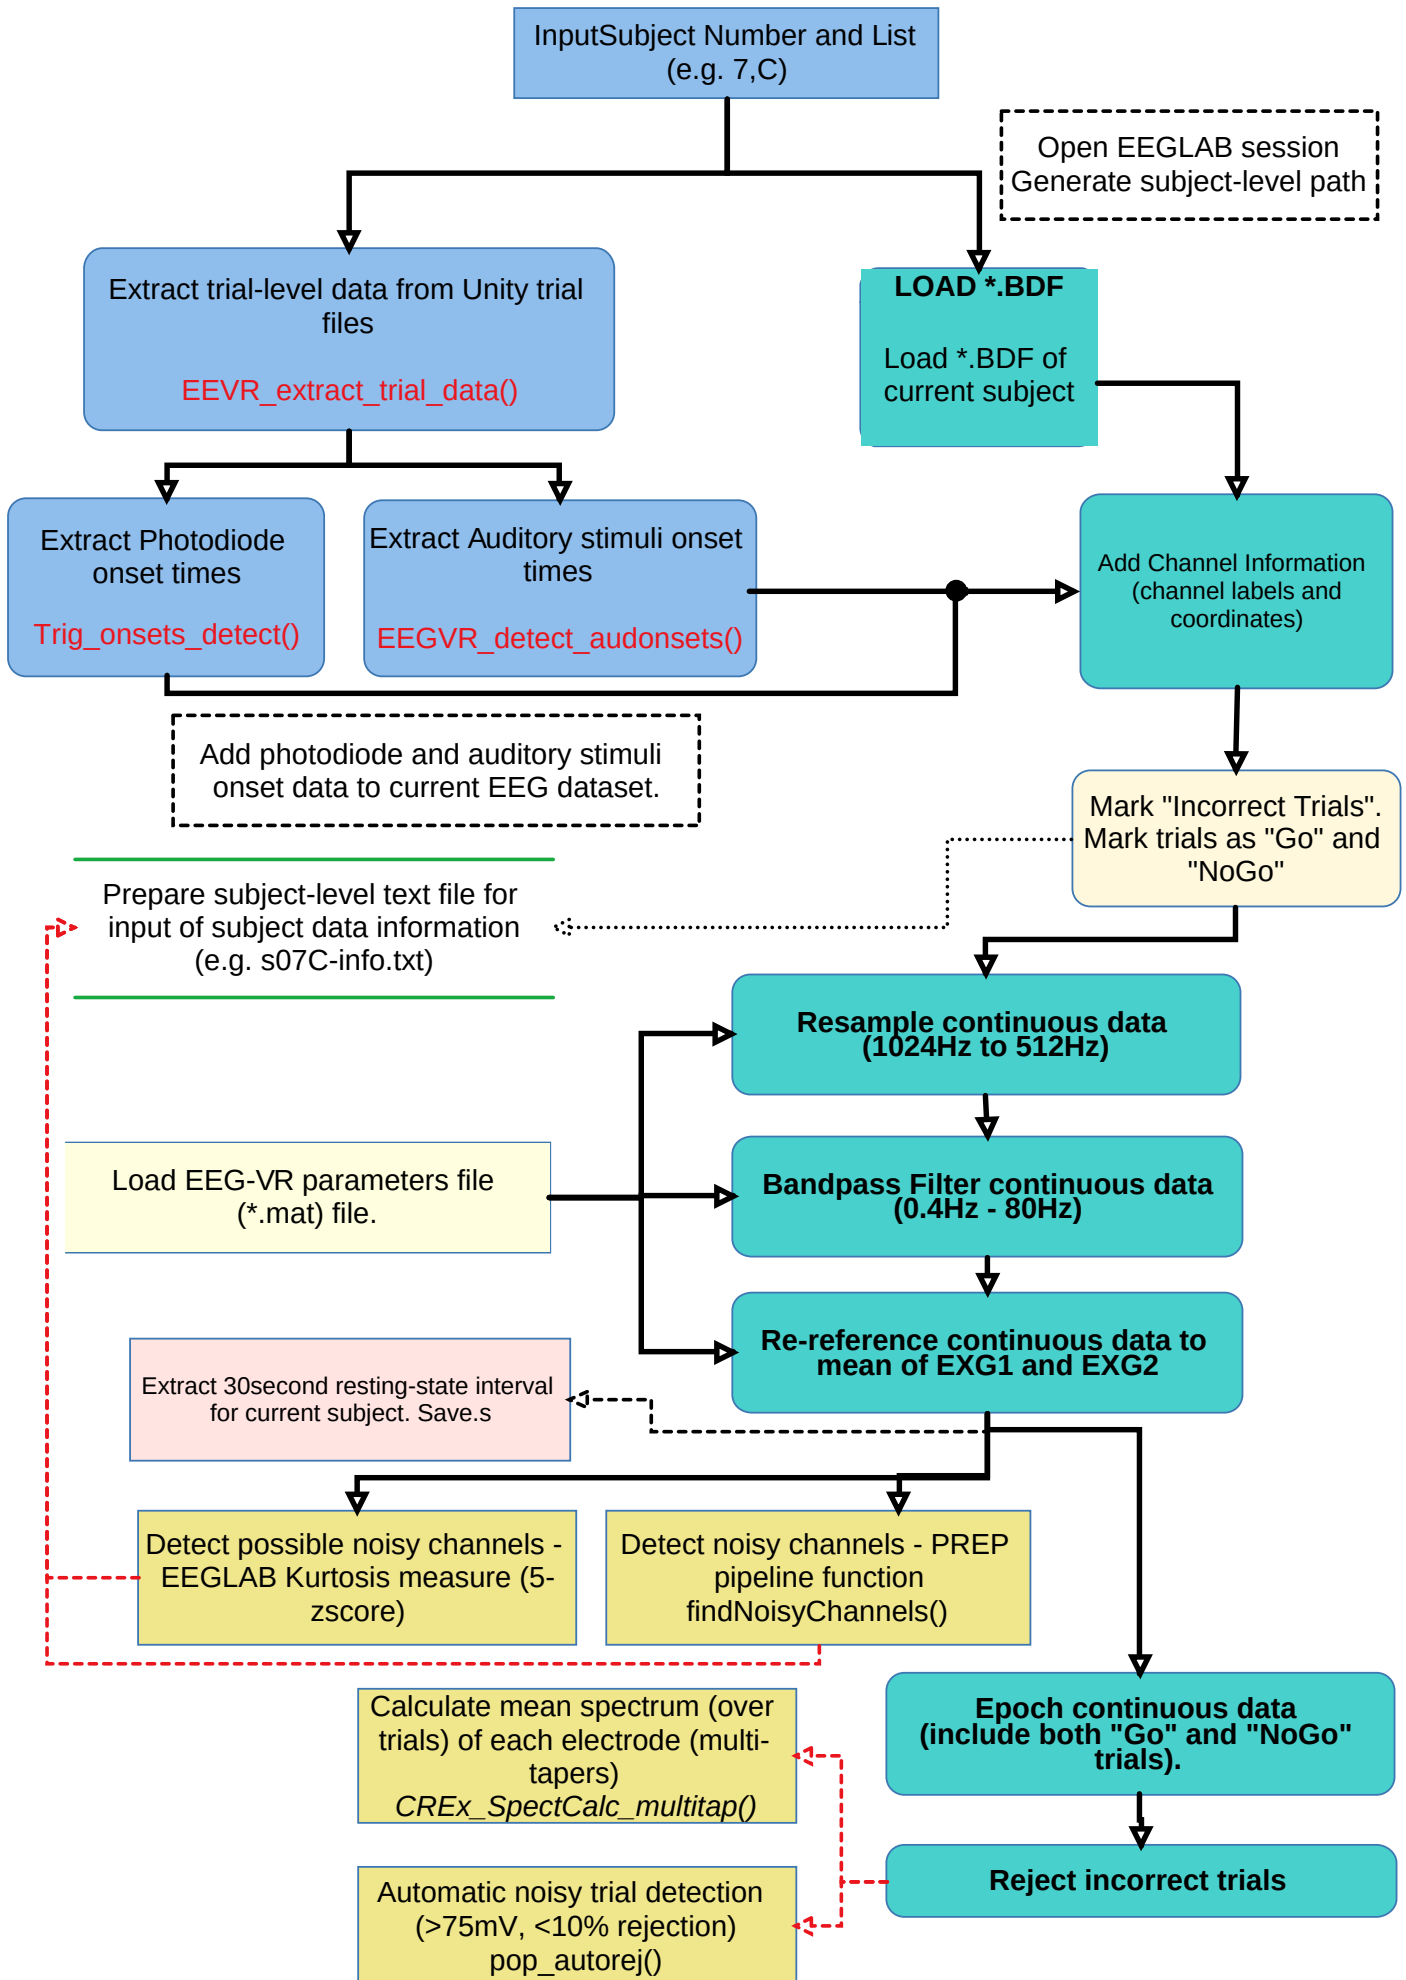 InputSubject Number and List
(e.g. 7,C)
Open EEGLAB session
Generate subject-level path
Extract trial-level data from Unity trial
files
EEVR_extract_trial_data()
LOAD *.BDF
Load *.BDF of
current subject
Extract Photodiode
onset times
Trig_onsets_detect()
Extract Auditory stimuli onset
times
EEGVR_detect_audonsets()
Add Channel Information
(channel labels and
coordinates)
Add photodiode and auditory stimuli
onset data to current EEG dataset.
Mark "Incorrect Trials".
Mark trials as "Go" and
"NoGo"
Prepare subject-level text file for
input of subject data information
(e.g. s07C-info.txt)
Resample continuous data
(1024Hz to 512Hz)
Load EEG-VR parameters file
(*.mat) file.
Bandpass Filter continuous data
(0.4Hz - 80Hz)
Re-reference continuous data to
mean of EXG1 and EXG2
Extract 30second resting-state interval
for current subject. Save.s
Detect possible noisy channels -
EEGLAB Kurtosis measure (5-
zscore)
Detect noisy channels - PREP
pipeline function
findNoisyChannels()
Epoch continuous data
(include both "Go" and "NoGo"
trials).
Calculate mean spectrum (over
trials) of each electrode (multi-
tapers)
CREx_SpectCalc_multitap()
Reject incorrect trials
Automatic noisy trial detection
(>75mV, <10% rejection)
pop_autorej()